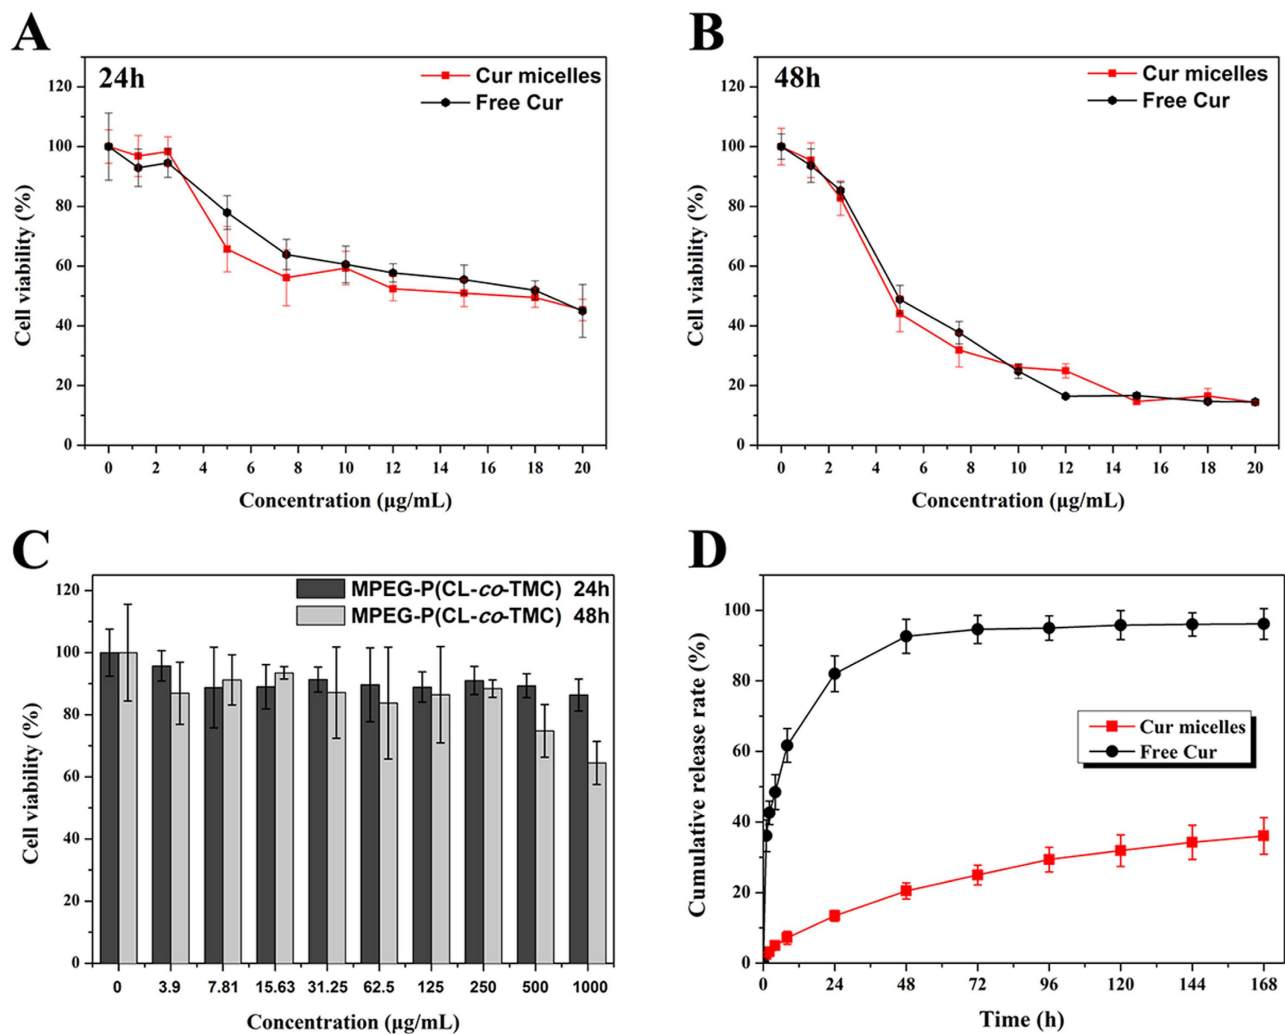 A
24h
Cur micelles
Free Cur
Cell viability (%)
120
100
80
60
40
20
0
0 2 4 6 8 10 12 14 16 18 20
Concentration (μg/mL)
B
48h
Cur micelles
Free Cur
Cell viability (%)
120
100
80
60
40
20
0
0 2 4 6 8 10 12 14 16 18 20
Concentration (μg/mL)
C
MPEG-P(CL-co-TMC) 24h
MPEG-P(CL-co-TMC) 48h
Cell viability (%)
120
100
80
60
40
20
0
0 3.9 7.81 15.63 31.25 62.5 125 250 500 1000
Concentration (μg/mL)
D
Cur micelles
Free Cur
Cumulative release rate (%)
100
80
60
40
20
0
0 24 48 72 96 120 144 168
Time (h)